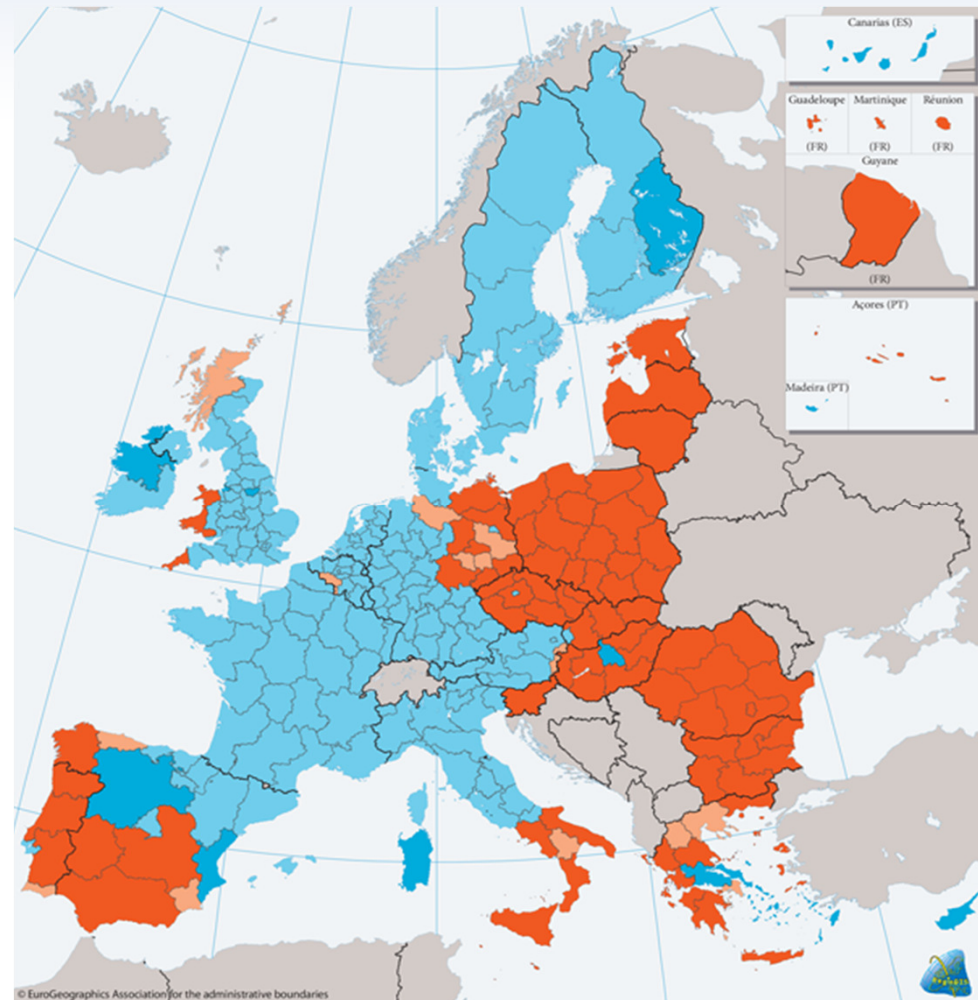 Canarias (ES)
Guadeloupe Martinique Réunion
(FR) (FR) (FR)
Guyane
(FR)
Açores (PT)
Madeira (PT)
© EuroGeographics Association for the administrative boundaries